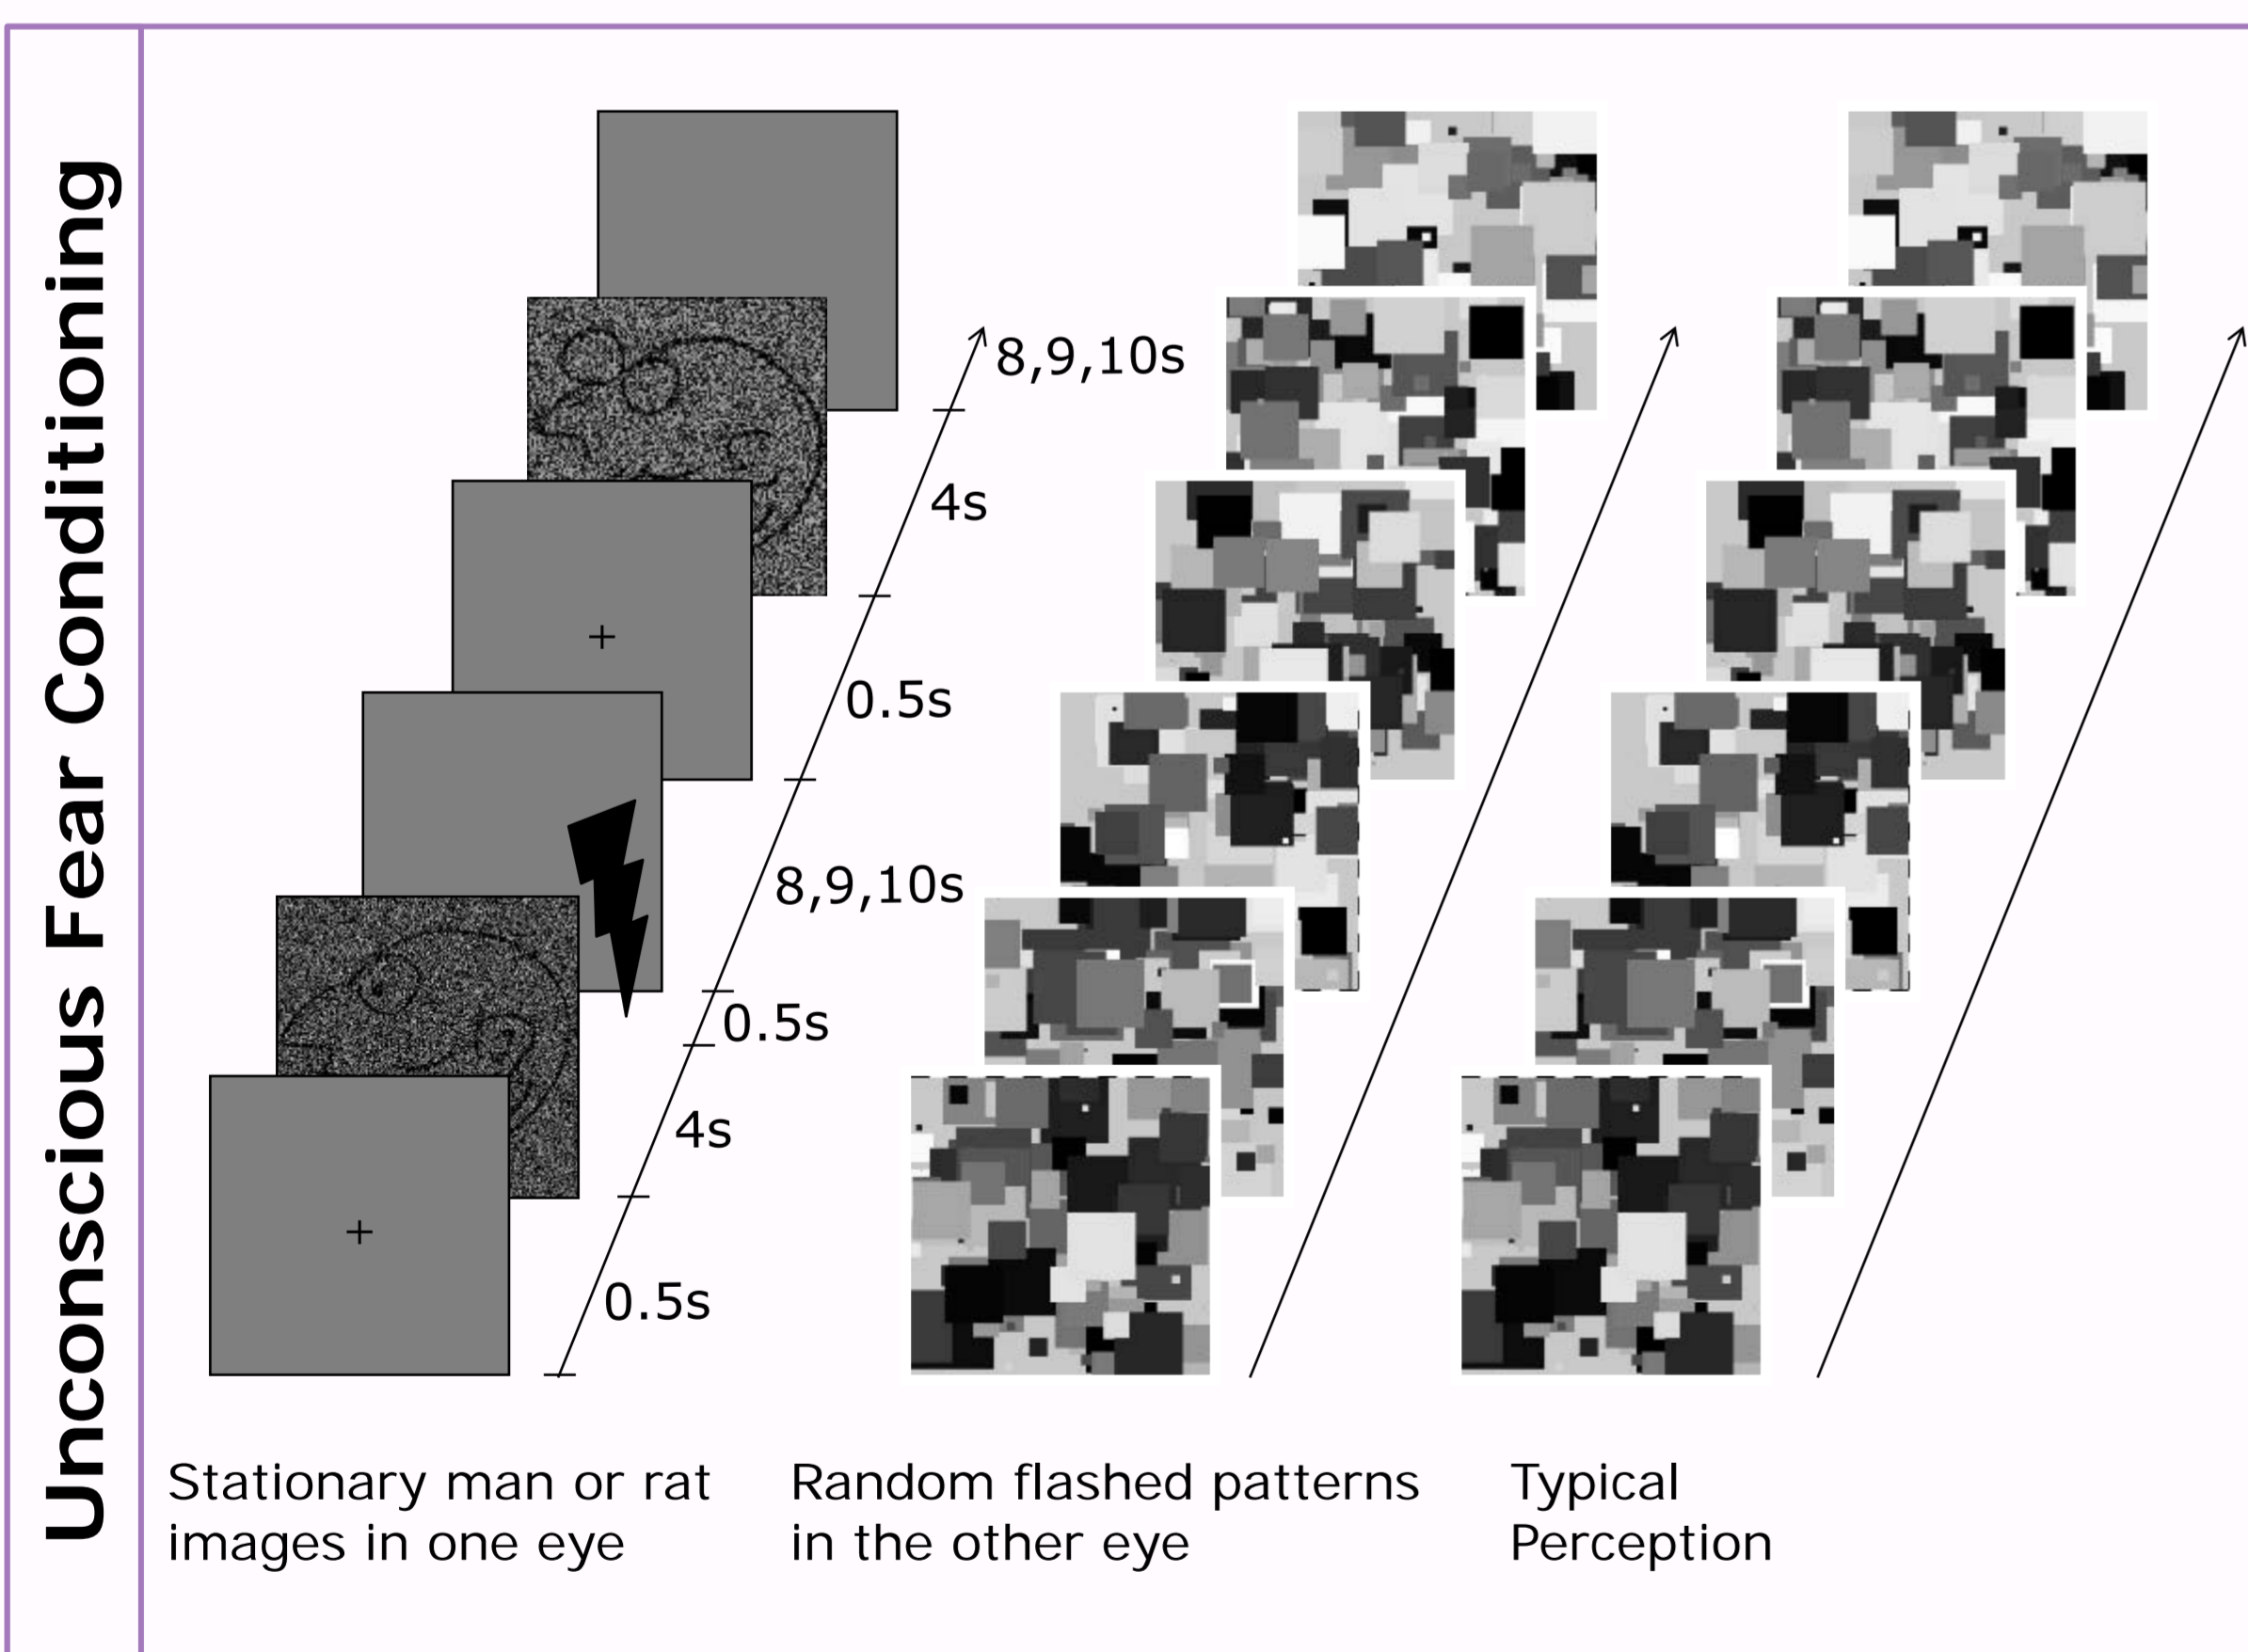 Unconscious Fear Conditioning
8,9,10s
4s
0.5s
8,9,10s
0.5s
4s
0.5s
Stationary man or rat
images in one eye
Random flashed patterns
in the other eye
Typical
Perception